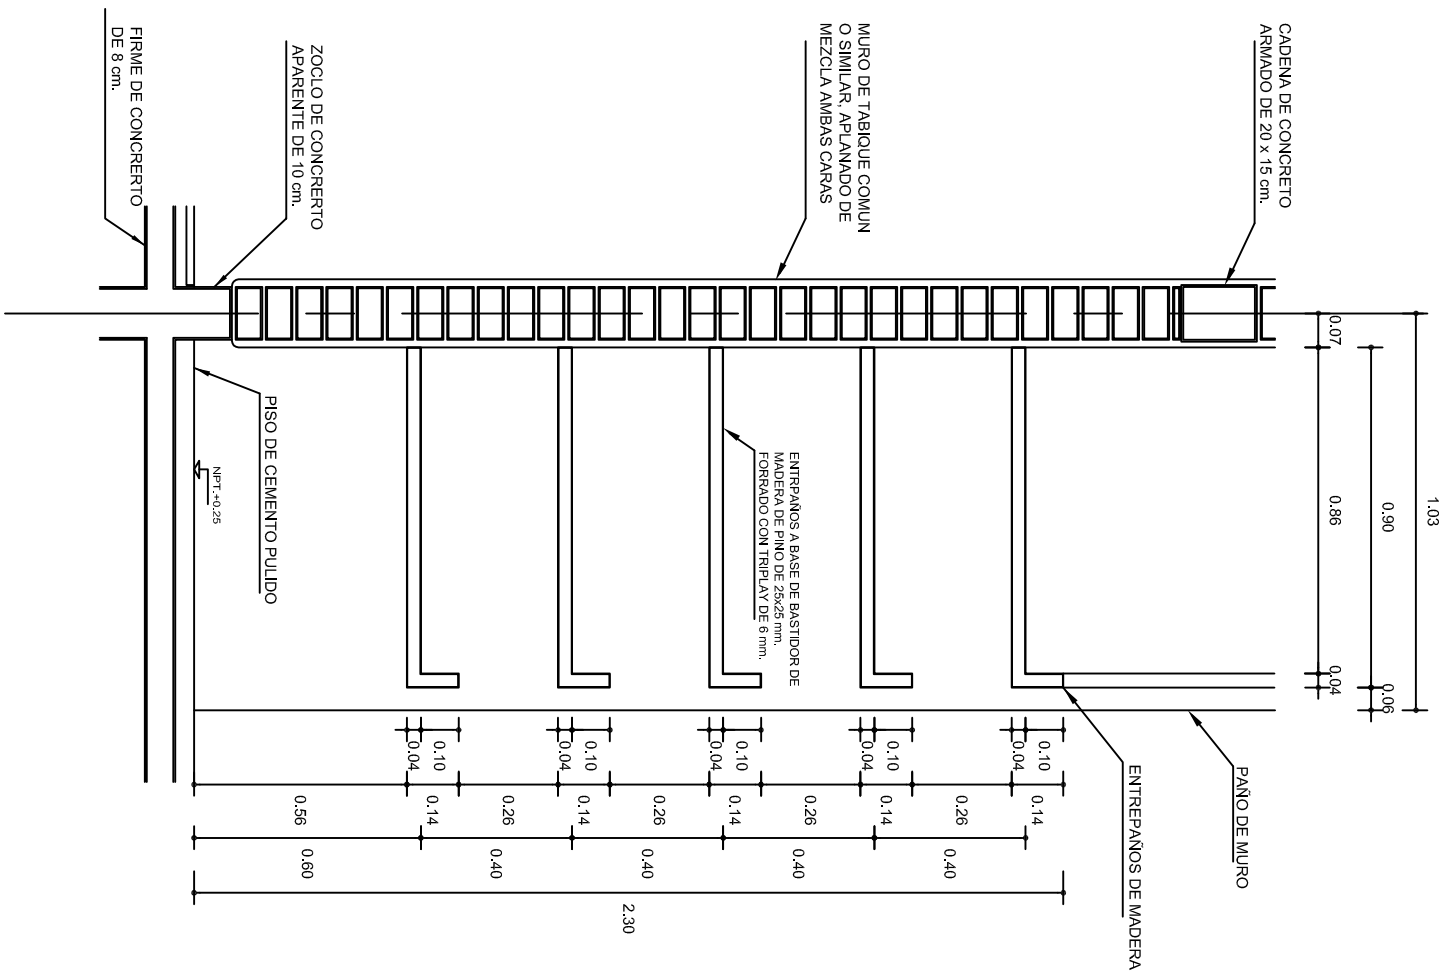 CADENA DE CONCRETO
ARMADO DE 20 x 15 cm.
MURO DE TABIQUE COMUN
O SIMILAR, APLANADO DE
MEZCLA AMBAS CARAS
ZOCLO DE CONCRERTO
APARENTE DE 10 cm.
FIRME DE CONCRERTO
DE 8 cm.
1.03
0.90
0.06
0.07
0.86
0.04
PAÑO DE MURO
ENTREPAÑOS DE MADERA
ENTRPAÑOS A BASE DE BASTIDOR DE
MADERA DE PINO DE 25x25 mm.
FORRADO CON TRIPLAY DE 6 mm.
PISO DE CEMENTO PULIDO
NPT.+0.25
0.10
0.04
0.10
0.04
0.10
0.04
0.10
0.04
0.10
0.04
0.14
0.26
0.14
0.26
0.14
0.26
0.14
0.26
0.14
0.56
0.40
0.40
0.40
0.40
0.60
2.30